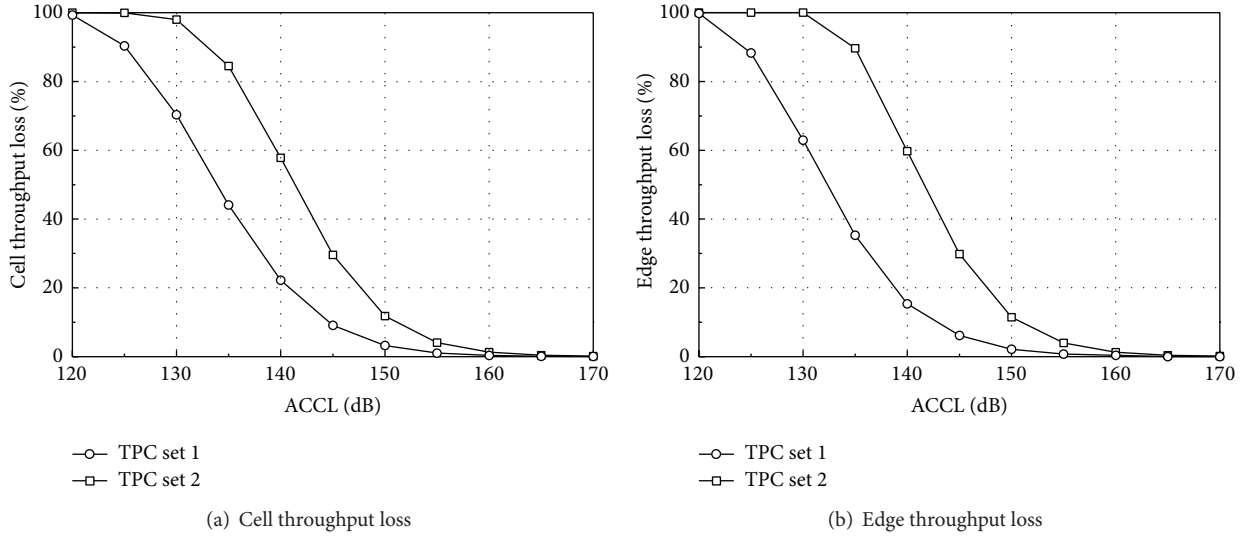 100
80
60
40
20
0
Cell throughput loss (%)
120 130 140 150 160 170
ACCL (dB)
TPC set 1
TPC set 2
(a) Cell throughput loss
100
80
60
40
20
0
Edge throughput loss (%)
120 130 140 150 160 170
ACCL (dB)
TPC set 1
TPC set 2
(b) Edge throughput loss